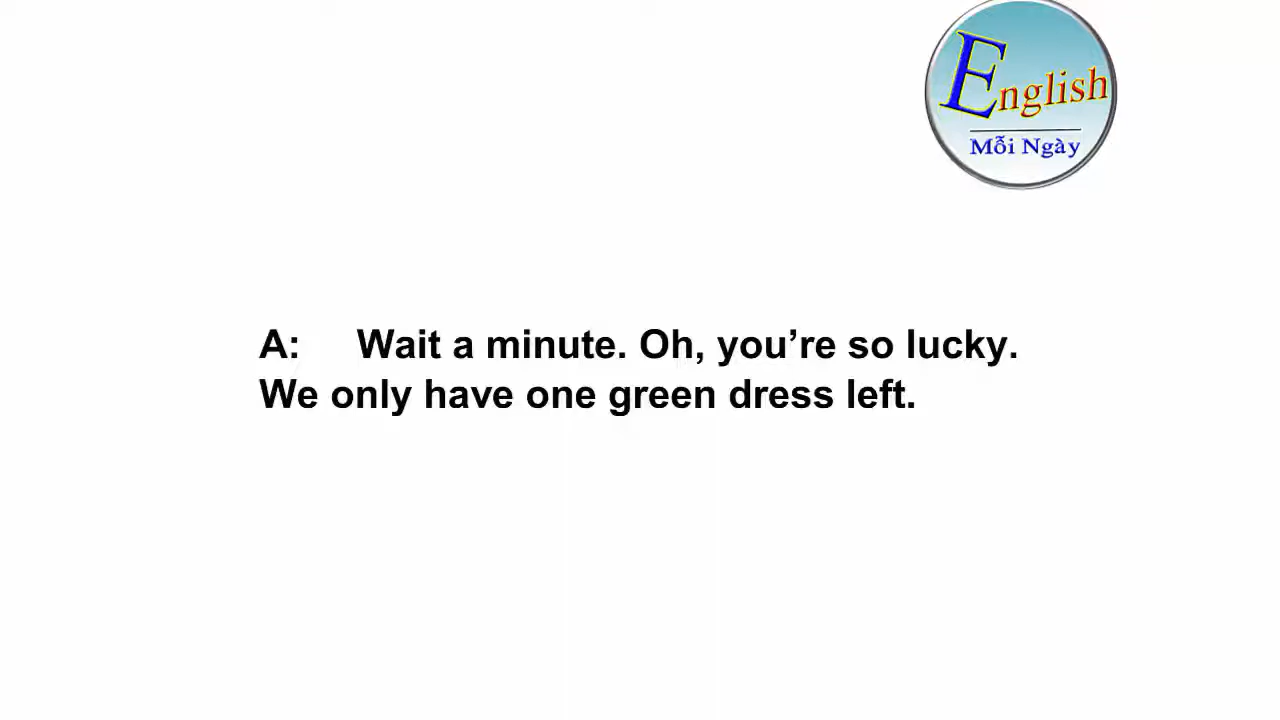 English
Mỗi Ngày
A: Wait a minute. Oh, you’re so lucky.
We only have one green dress left.